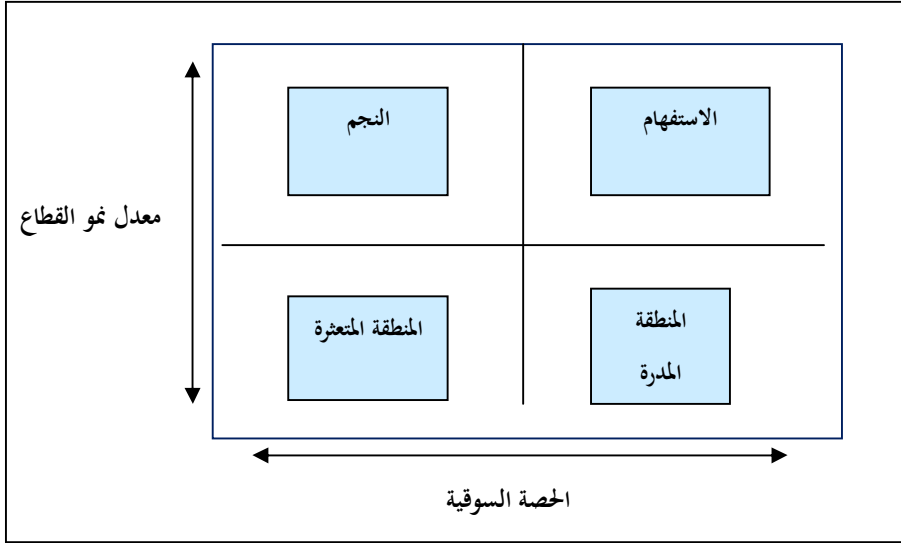 الاستفهام
النجم
معدل نمو القطاع
المنطقة
المدرة
المنطقة المتعثرة
الحصة السوقية